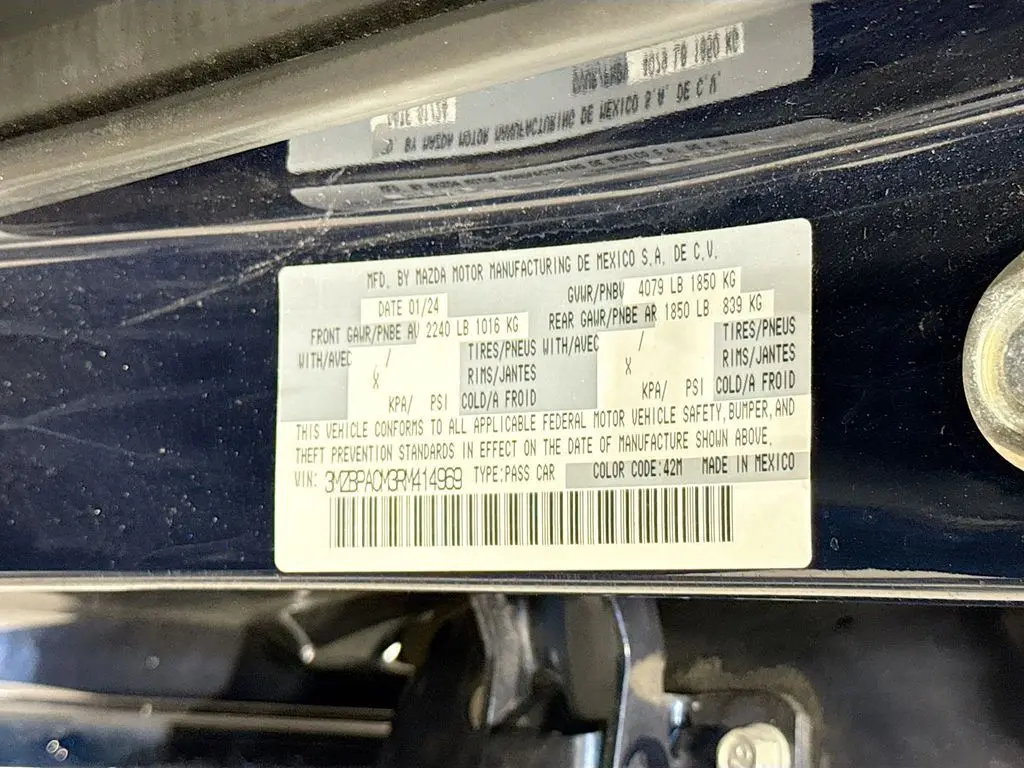 MFD. BY MAZDA MOTOR MANUFACTURING DE MEXICO S.A. DE C.V.
DATE 01/24 GVWR/PNBV 4079 LB 1850 KG
FRONT GAWR/PNBE AV 2240 LB 1016 KG REAR GAWR/PNBE AR 1850 LB 839 KG
WITH/AVEC / TIRES/PNEUS WITH/AVEC / TIRES/PNEUS
X RIMS/JANTES X RIMS/JANTES
KPA/ PSI COLD/A FROID KPA/ PSI COLD/A FROID
THIS VEHICLE CONFORMS TO ALL APPLICABLE FEDERAL MOTOR VEHICLE SAFETY, BUMPER, AND
THEFT PREVENTION STANDARDS IN EFFECT ON THE DATE OF MANUFACTURE SHOWN ABOVE.
VIN: 3MZBPACM3RM414969 TYPE:PASS CAR COLOR CODE:42M MADE IN MEXICO